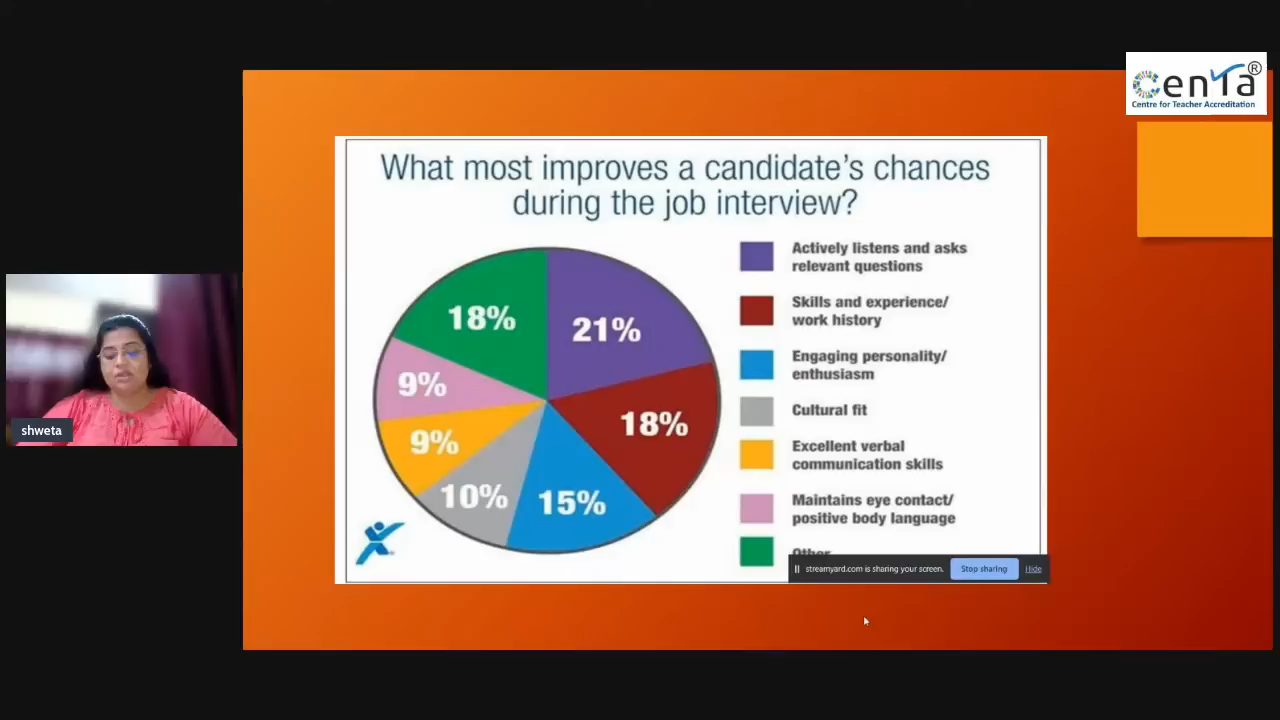 CENTA®
Centre for Teacher Accreditation
What most improves a candidate's chances
during the job interview?
18%
21%
9%
18%
9%
10%
15%
Actively listens and asks
relevant questions
Skills and experience/
work history
Engaging personality/
enthusiasm
Cultural fit
Excellent verbal
communication skills
Maintains eye contact/
positive body language
Other
shweta
streamyard.com is sharing your screen.
Stop sharing
Hide